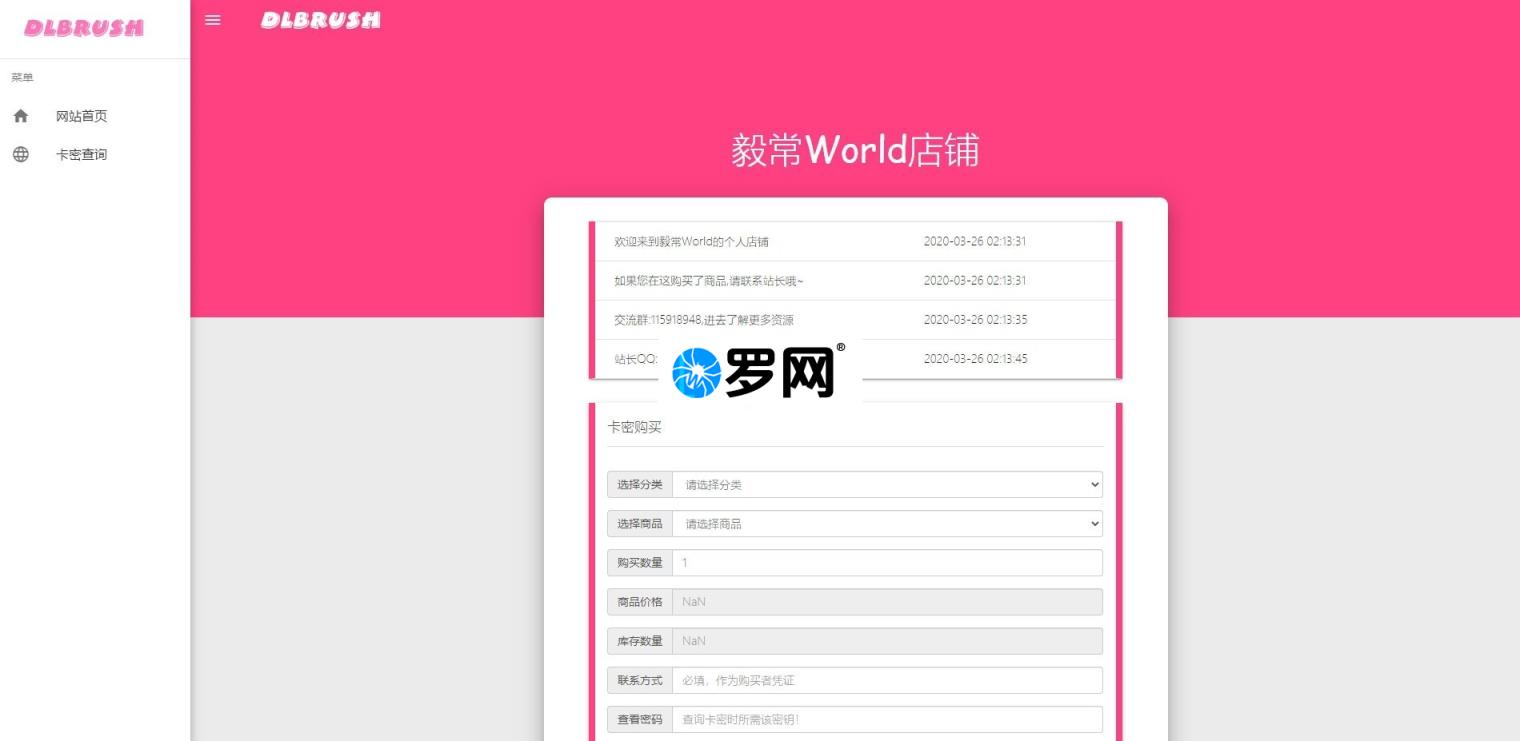 DLBRUSH
DLBRUSH
菜单
网站首页
卡密查询
毅常World店铺
欢迎来到毅常World的个人店铺 2020-03-26 02:13:31
如果您在这购买了商品,请联系站长哦~ 2020-03-26 02:13:31
交流群:115918948,进去了解更多资源 2020-03-26 02:13:35
站长QQ: 2020-03-26 02:13:45
罗网®
卡密购买
选择分类 请选择分类
选择商品 请选择商品
购买数量 1
商品价格 NaN
库存数量 NaN
联系方式 必填，作为购买者凭证
查看密码 查询卡密时所需该密钥!